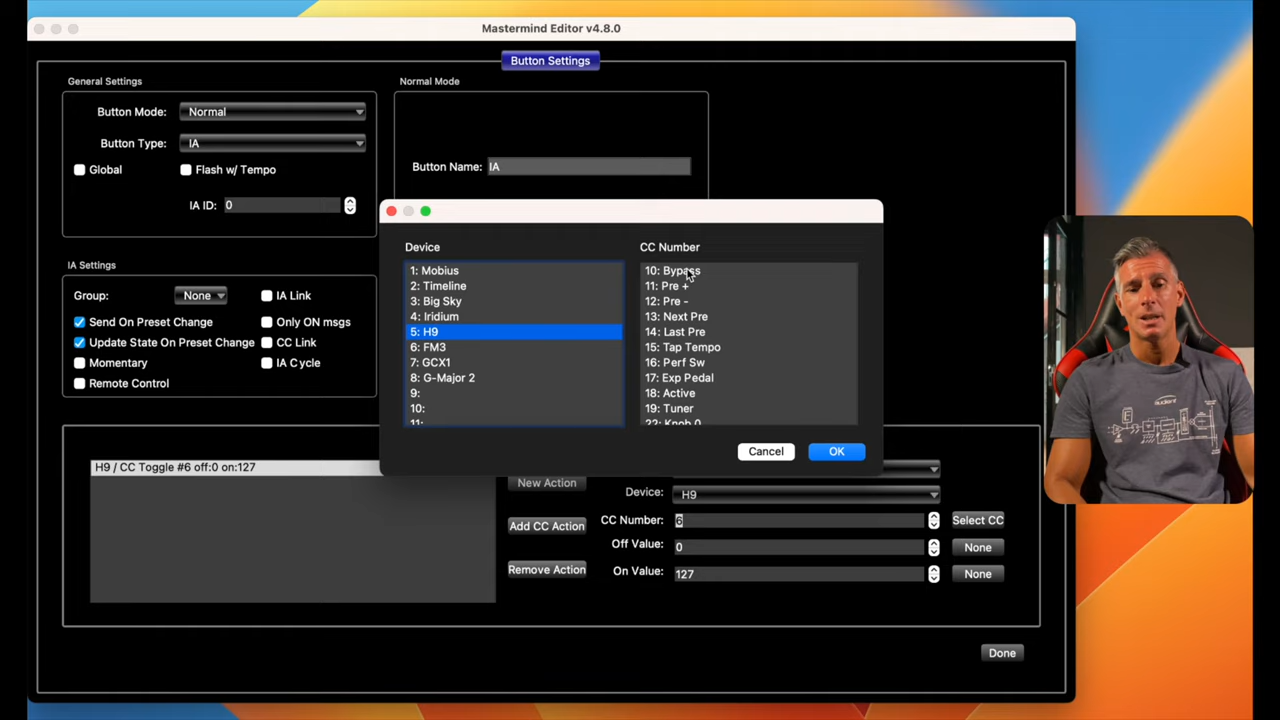 Mastermind Editor v4.8.0
Button Settings
General Settings
Button Mode: Normal
Button Type: IA
Global
Flash w/ Tempo
IA ID: 0
Normal Mode
Button Name: IA
IA Settings
Group: None
IA Link
Send On Preset Change
Only ON msgs
Update State On Preset Change
CC Link
Momentary
IA Cycle
Remote Control
Device
1: Mobius
2: Timeline
3: Big Sky
4: Iridium
5: H9
6: FM3
7: GCX1
8: G-Major 2
9:
10:
11:
CC Number
10: Bypass
11: Pre +
12: Pre -
13: Next Pre
14: Last Pre
15: Tap Tempo
16: Perf Sw
17: Exp Pedal
18: Active
19: Tuner
22: Knob 0
Cancel
OK
H9 / CC Toggle #6 off:0 on:127
New Action
Add CC Action
Remove Action
Device: H9
CC Number: 6
Select CC
Off Value: 0
None
On Value: 127
None
Done
audient